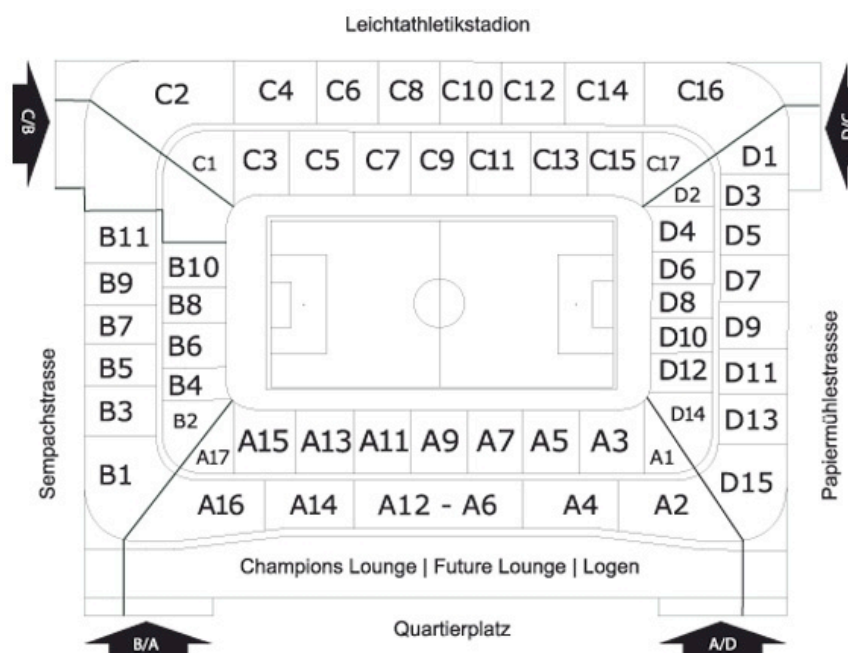 Leichtathletikstadion
C/B
C2 C4 C6 C8 C10 C12 C14 C16
C1 C3 C5 C7 C9 C11 C13 C15 C17
D1
D2 D3
D4 D5
D6 D7
D8 D9
D10
D12 D11
D14 D13
D15
B11
B10
B9
B8
B7
B6
B5
B4
B3
B2
B1
A17 A15 A13 A11 A9 A7 A5 A3 A1
A16 A14 A12 - A6 A4 A2
Sempachstrasse
Papiermühlestrassse
Champions Lounge | Future Lounge | Logen
Quartierplatz
B/A
A/D